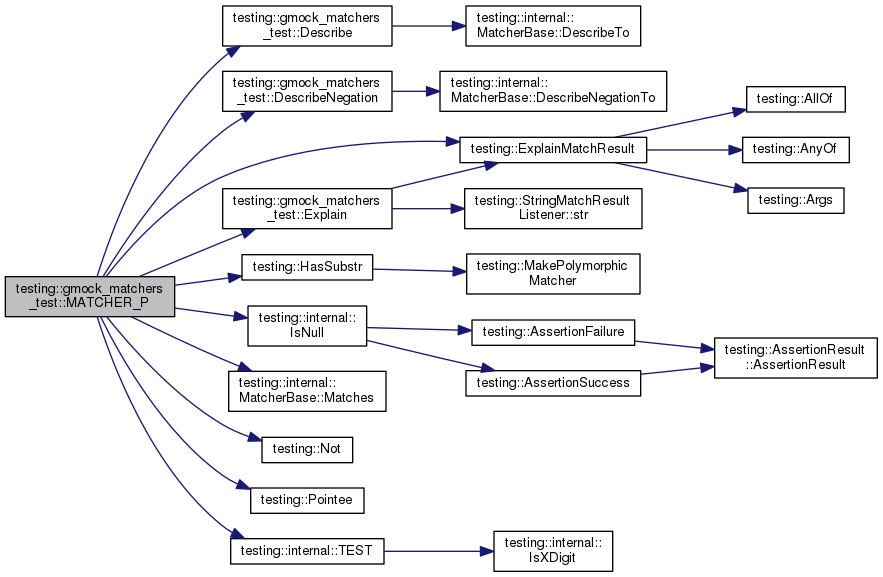 testing::gmock_matchers
_test::MATCHER_P
testing::gmock_matchers
_test::Describe
testing::internal::
MatcherBase::DescribeTo
testing::gmock_matchers
_test::DescribeNegation
testing::internal::
MatcherBase::DescribeNegationTo
testing::ExplainMatchResult
testing::AllOf
testing::AnyOf
testing::Args
testing::gmock_matchers
_test::Explain
testing::StringMatchResult
Listener::str
testing::HasSubstr
testing::MakePolymorphic
Matcher
testing::internal::
IsNull
testing::AssertionFailure
testing::AssertionSuccess
testing::AssertionResult
::AssertionResult
testing::internal::
MatcherBase::Matches
testing::Not
testing::Pointee
testing::internal::TEST
testing::internal::
IsXDigit